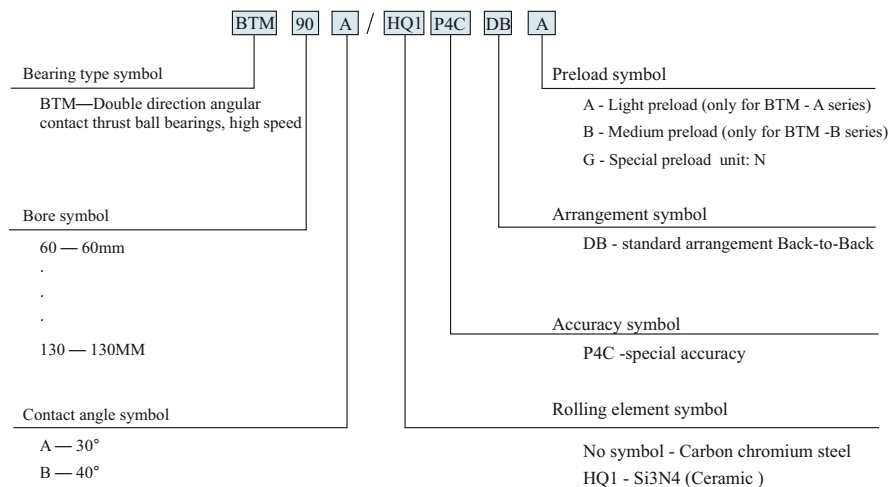 BTM 90 A / HQ1 P4C DB A
Bearing type symbol
BTM—Double direction angular
contact thrust ball bearings, high speed
Bore symbol
60 — 60mm
.
.
.
130 — 130MM
Contact angle symbol
A — 30°
B — 40°
Preload symbol
A - Light preload (only for BTM - A series)
B - Medium preload (only for BTM -B series)
G - Special preload unit: N
Arrangement symbol
DB - standard arrangement Back-to-Back
Accuracy symbol
P4C -special accuracy
Rolling element symbol
No symbol - Carbon chromium steel
HQ1 - Si3N4 (Ceramic )